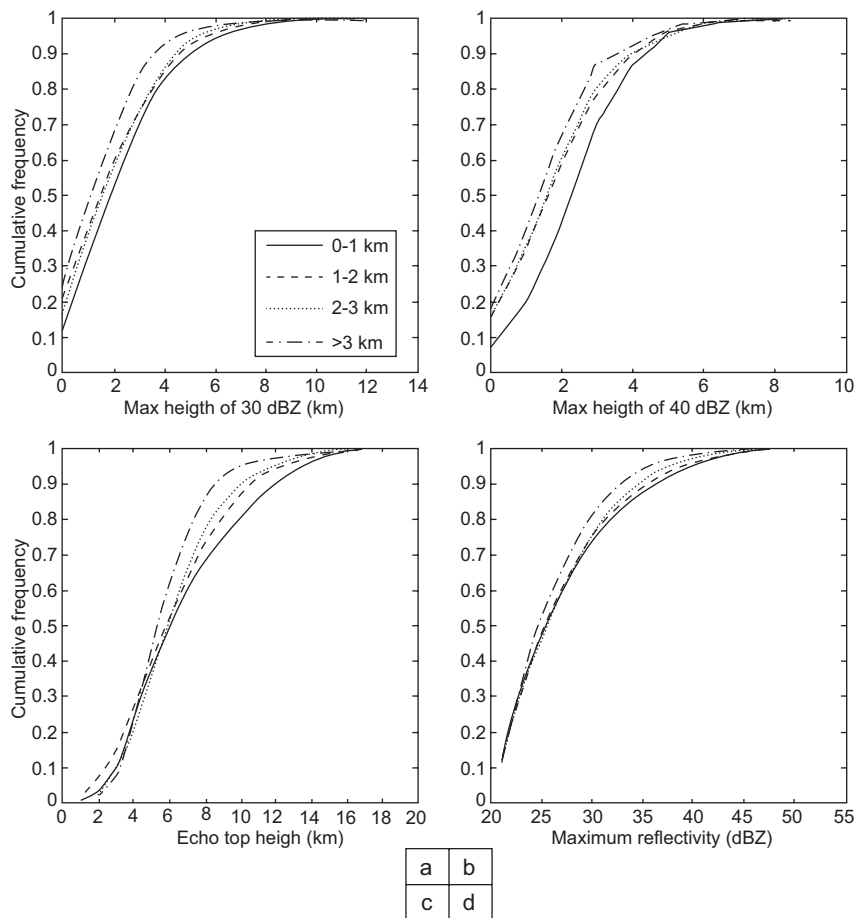 1
0.9
0.8
0.7
0.6
0.5
0.4
0.3
0.2
0.1
0
Cumulative frequency
0-1 km
1-2 km
2-3 km
>3 km
0 2 4 6 8 10 12 14
Max heigth of 30 dBZ (km)
1
0.9
0.8
0.7
0.6
0.5
0.4
0.3
0.2
0.1
0
0 2 4 6 8 10
Max heigth of 40 dBZ (km)
1
0.9
0.8
0.7
0.6
0.5
0.4
0.3
0.2
0.1
0
Cumulative frequency
0 2 4 6 8 10 12 14 16 18 20
Echo top heigh (km)
1
0.9
0.8
0.7
0.6
0.5
0.4
0.3
0.2
0.1
0
20 25 30 35 40 45 50 55
Maximum reflectivity (dBZ)
a b
c d